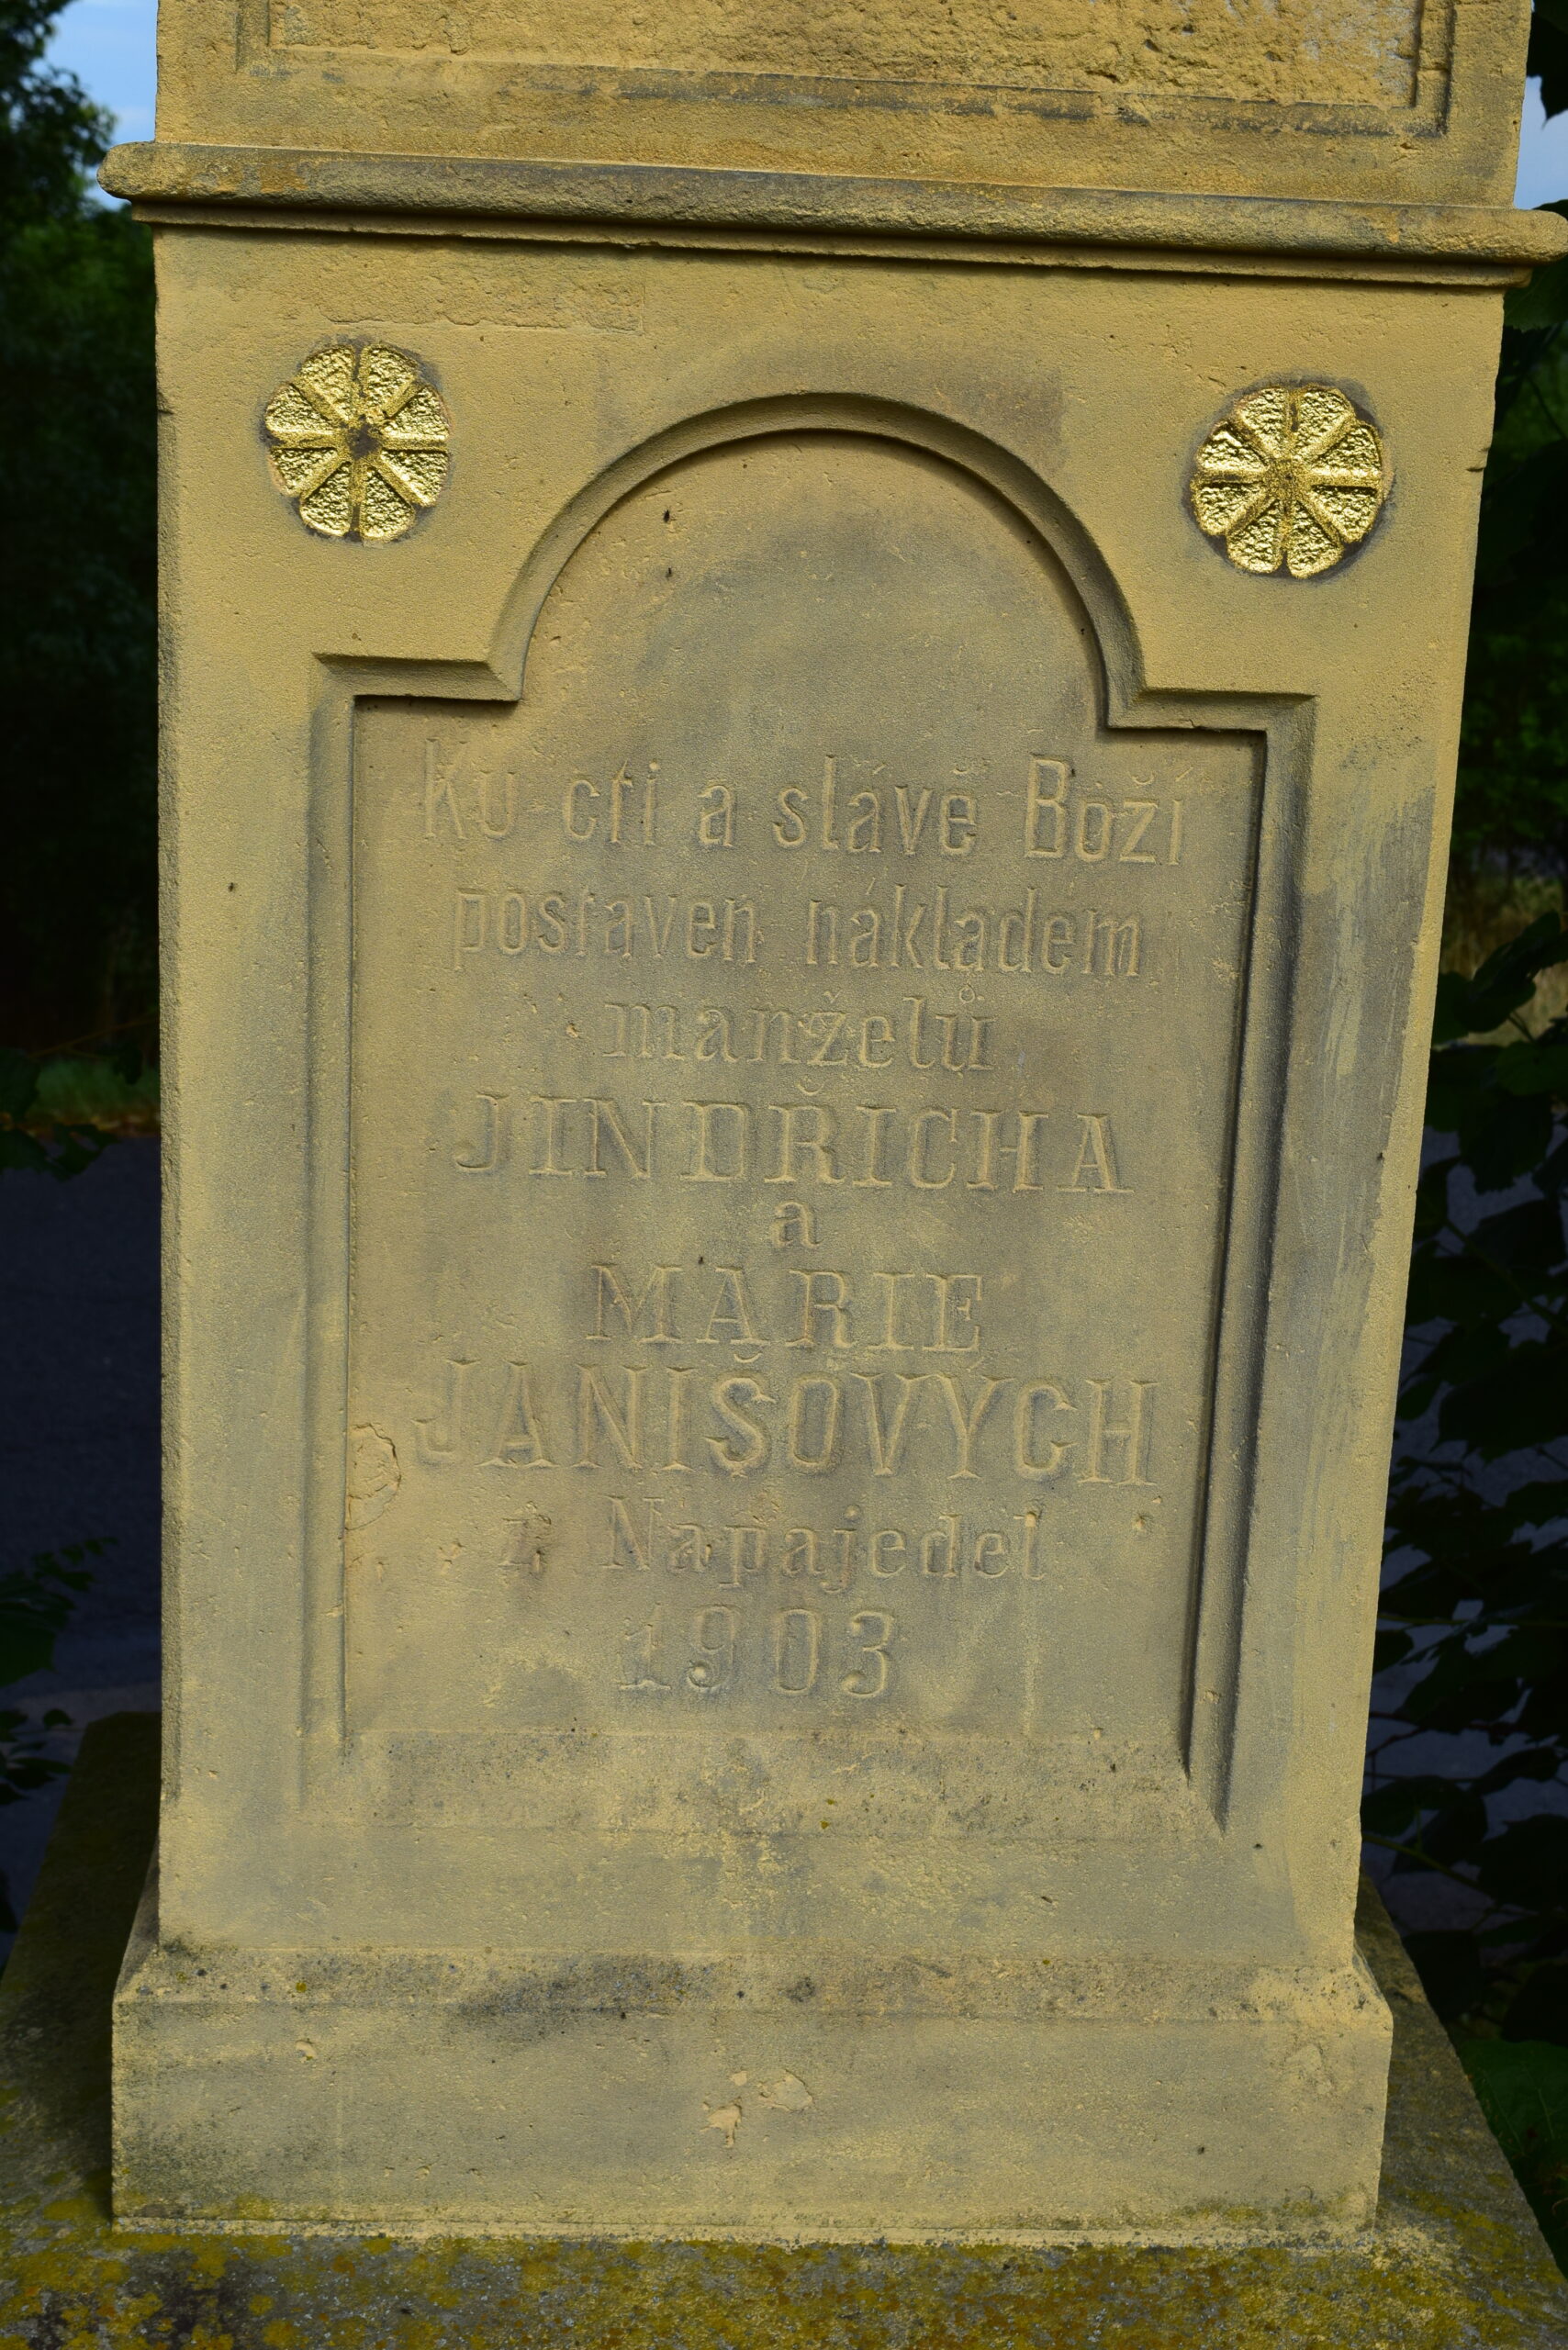 Ku cti a slávě Boží
postaven nákladem
manželů
JINDŘICHA
a
MARIE
JANIŠOVÝCH
z Napajedel
1903